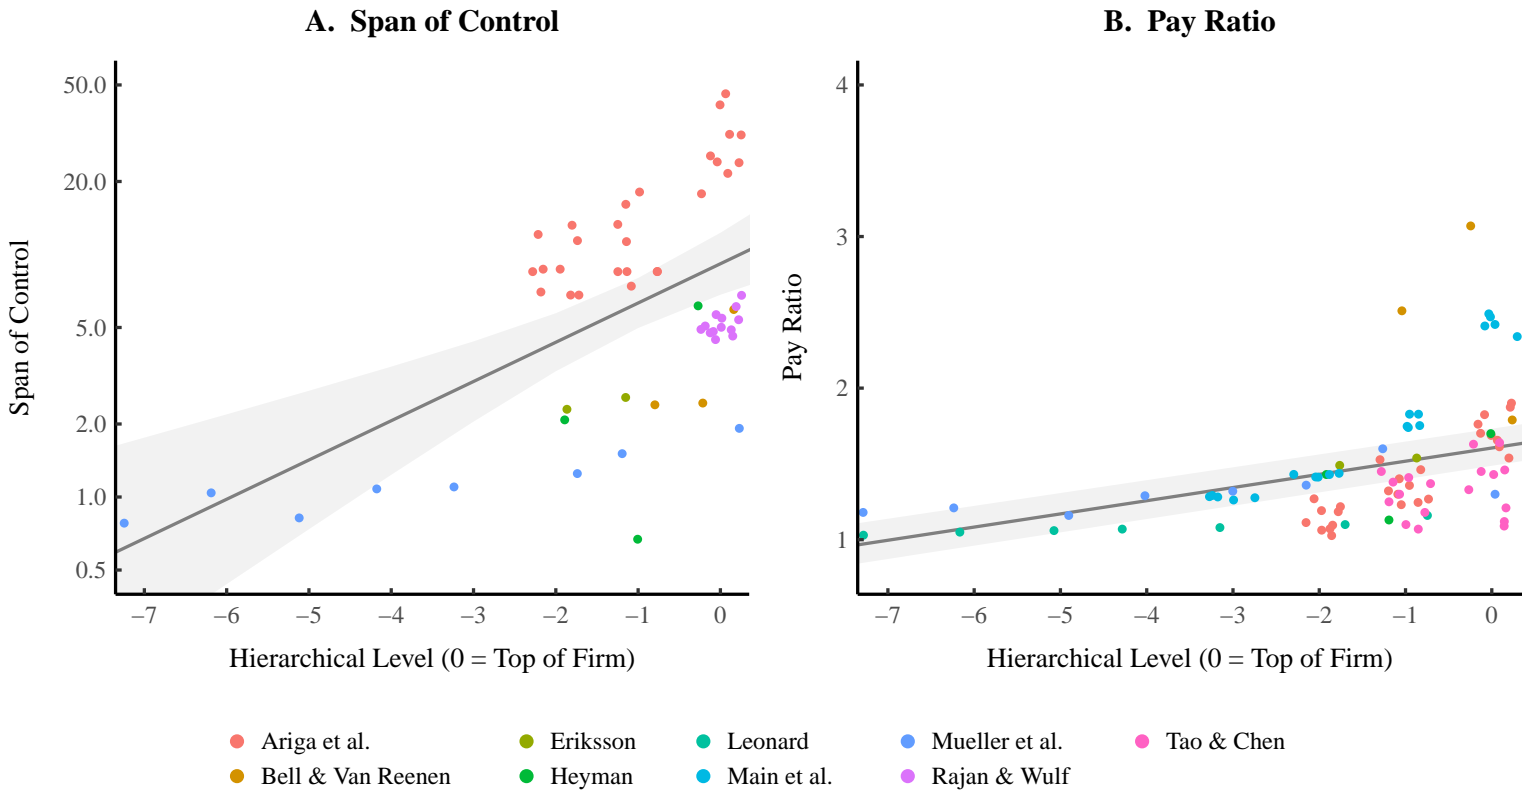 A. Span of Control
50.0
20.0
5.0
2.0
1.0
0.5
Span of Control
−7 −6 −5 −4 −3 −2 −1 0
Hierarchical Level (0 = Top of Firm)
B. Pay Ratio
4
3
2
1
Pay Ratio
−7 −6 −5 −4 −3 −2 −1 0
Hierarchical Level (0 = Top of Firm)
Ariga et al. Eriksson Leonard Mueller et al. Tao & Chen
Bell & Van Reenen Heyman Main et al. Rajan & Wulf